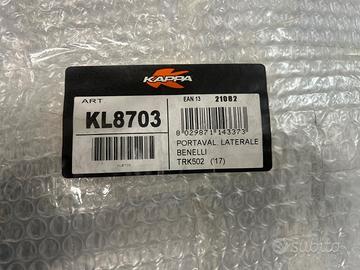 KAPPA
ART
KL8703
EAN 13 21082
8 029871 143373
PORTAVAL. LATERALE
BENELLI
TRK502 ('17)
subito